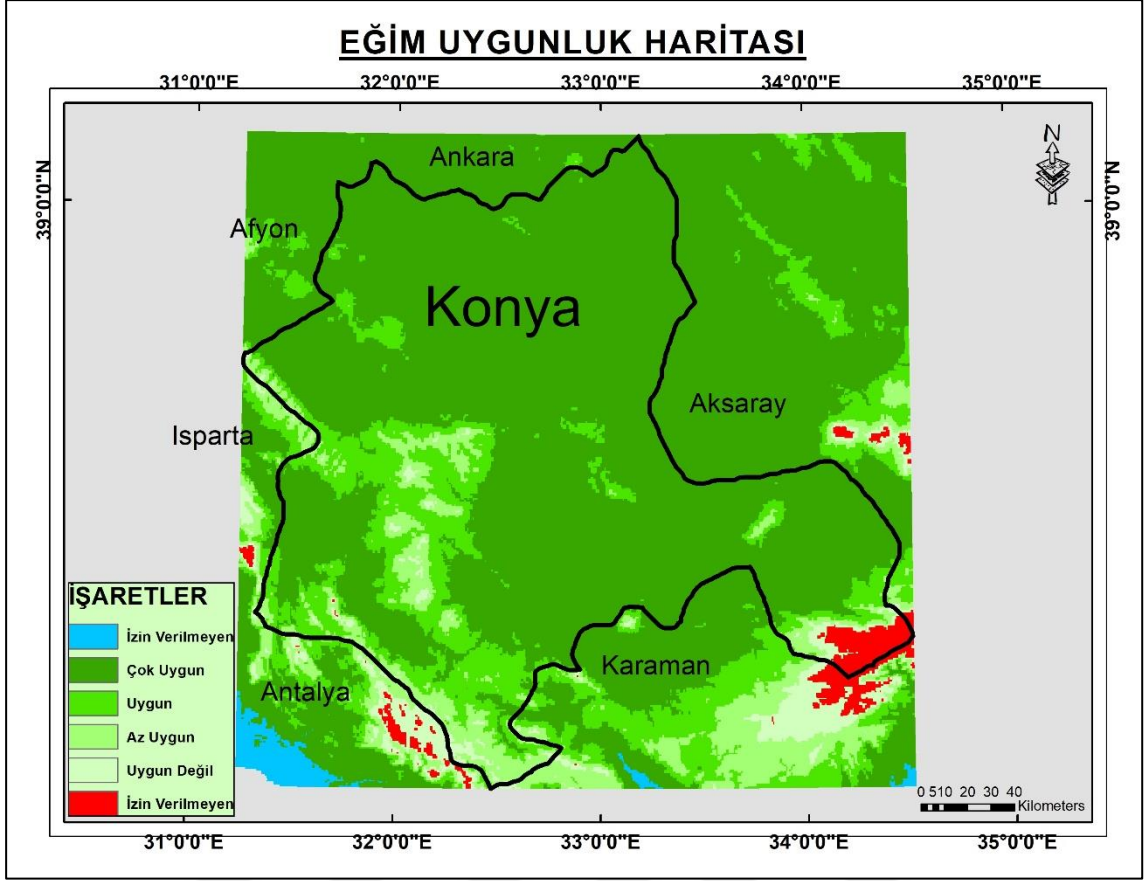 EĞİM UYGUNLUK HARİTASI
31°0'0"E 32°0'0"E 33°0'0"E 34°0'0"E 35°0'0"E
N
39°0'0"N
39°0'0"N
Ankara
Afyon
Konya
Aksaray
Isparta
Karaman
Antalya
İŞARETLER
İzin Verilmeyen
Çok Uygun
Uygun
Az Uygun
Uygun Değil
İzin Verilmeyen
0 5 10 20 30 40
Kilometers
31°0'0"E 32°0'0"E 33°0'0"E 34°0'0"E 35°0'0"E